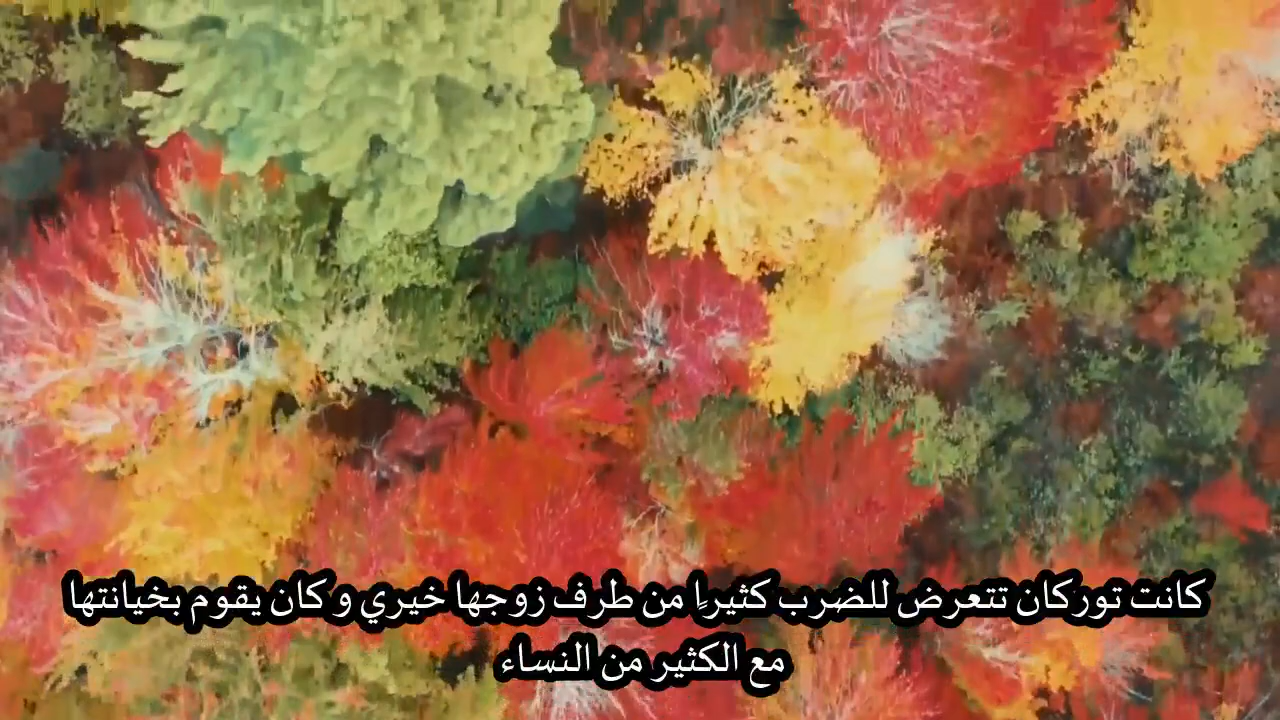 كانت توركان تتعرض للضرب كثيراٍ من طرف زوجها خيري و كان يقوم بخيانتها
مع الكثير من النساء